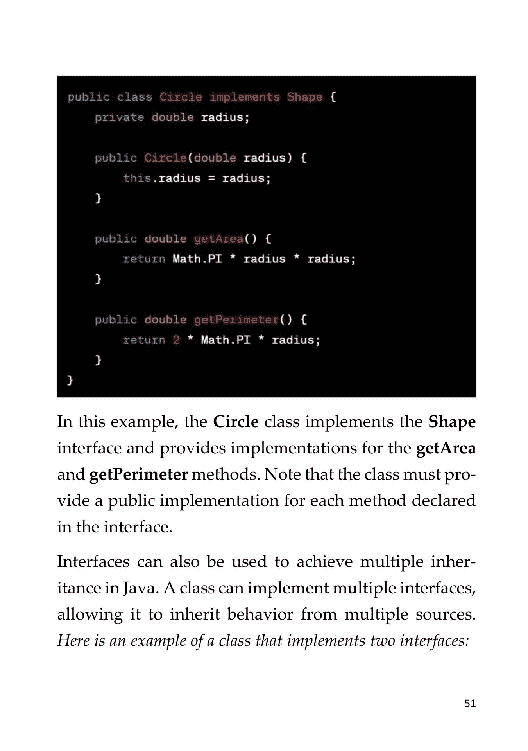 public class Circle implements Shape {
    private double radius;

    public Circle(double radius) {
        this.radius = radius;
    }

    public double getArea() {
        return Math.PI * radius * radius;
    }

    public double getPerimeter() {
        return 2 * Math.PI * radius;
    }
}
In this example, the Circle class implements the Shape
interface and provides implementations for the getArea
and getPerimeter methods. Note that the class must pro-
vide a public implementation for each method declared
in the interface.
Interfaces can also be used to achieve multiple inher-
itance in Java. A class can implement multiple interfaces,
allowing it to inherit behavior from multiple sources.
Here is an example of a class that implements two interfaces:
51